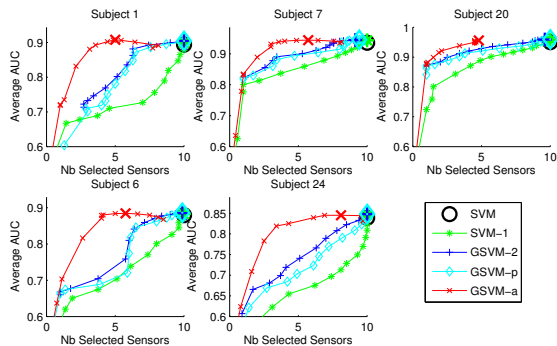 Subject 1
Average AUC
0.9
0.8
0.7
0.6
0
5
10
Nb Selected Sensors
Subject 7
Average AUC
1
0.9
0.8
0.7
0.6
0
5
10
Nb Selected Sensors
Subject 20
Average AUC
1
0.9
0.8
0.7
0.6
0
5
10
Nb Selected Sensors
Subject 6
Average AUC
0.9
0.8
0.7
0.6
0
5
10
Nb Selected Sensors
Subject 24
Average AUC
0.85
0.8
0.75
0.7
0.65
0.6
0
5
10
Nb Selected Sensors
SVM
SVM-1
GSVM-2
GSVM-p
GSVM-a